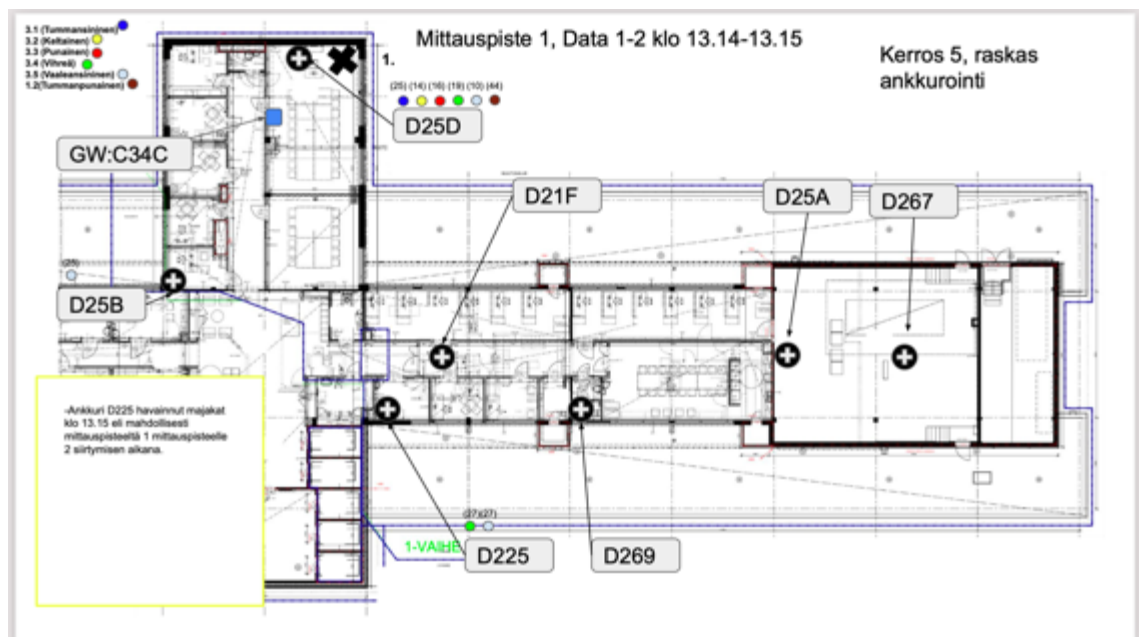 3.1 (Tummansininen)
3.2 (Keltainen)
3.3 (Punainen)
3.4 (Vihreä)
3.5 (Vaaleansininen)
1.2(Tummanpunainen)
Mittauspiste 1, Data 1-2 klo 13.14-13.15
Kerros 5, raskas
ankkurointi
1.
(25) (14) (16) (19) (10) (44)
D25D
GW:C34C
D21F
D25A
D267
(25)
D25B
-Ankkuri D225 havainnut majakat
klo 13.15 eli mahdollisesti
mittauspisteeltä 1 mittauspisteelle
2 siirtymisen aikana.
(27)(27)
1-VAIHE
D225
D269